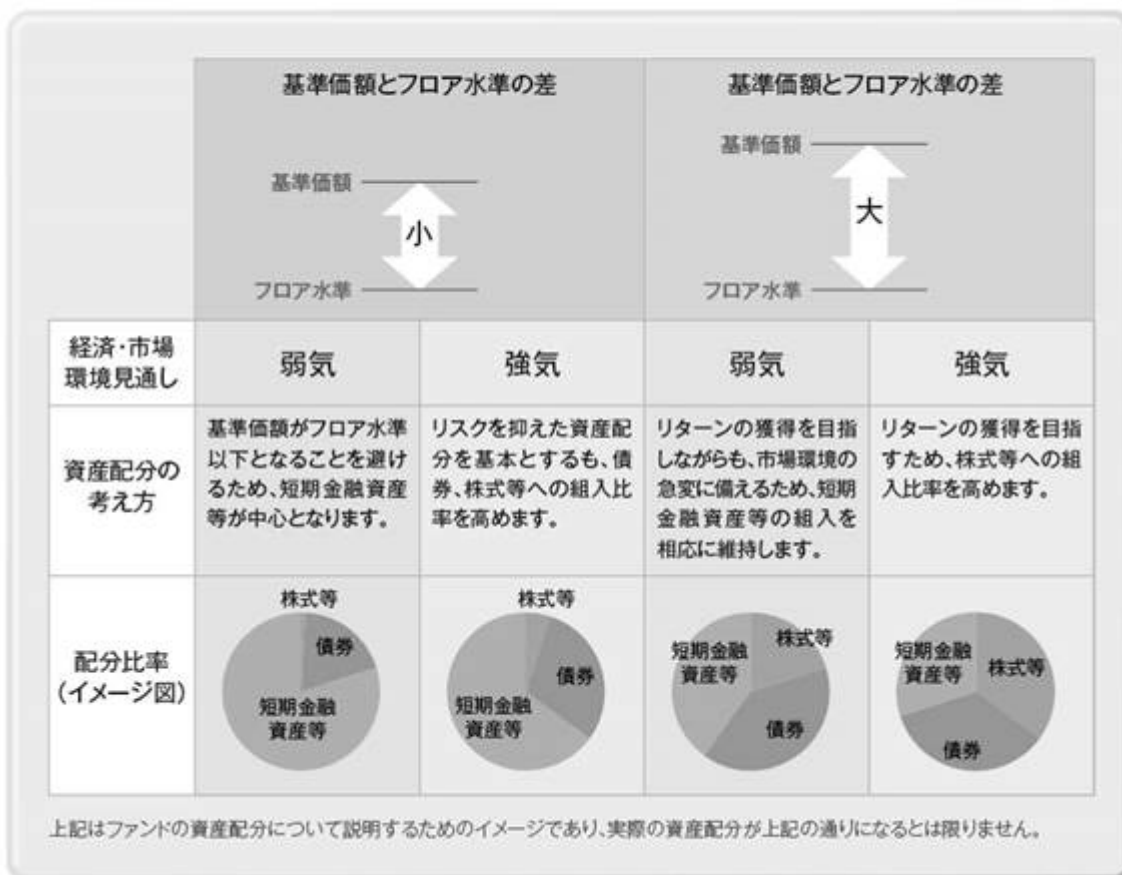 基準価額とフロア水準の差
基準価額
小
フロア水準
基準価額とフロア水準の差
基準価額
大
フロア水準
経済・市場
環境見通し
弱気
強気
弱気
強気
資産配分の
考え方
基準価額がフロア水準
以下となることを避け
るため、短期金融資産
等が中心となります。
リスクを抑えた資産配
分を基本とするも、債
券、株式等への組入比
率を高めます。
リターンの獲得を目指
しながらも、市場環境の
急変に備えるため、短期
金融資産等の組入を
相応に維持します。
リターンの獲得を目指
すため、株式等への組
入比率を高めます。
配分比率
(イメージ図)
株式等
債券
短期金融
資産等
株式等
債券
短期金融
資産等
株式等
短期金融
資産等
債券
短期金融
資産等
株式等
債券
上記はファンドの資産配分について説明するためのイメージであり、実際の資産配分が上記の通りになるとは限りません。